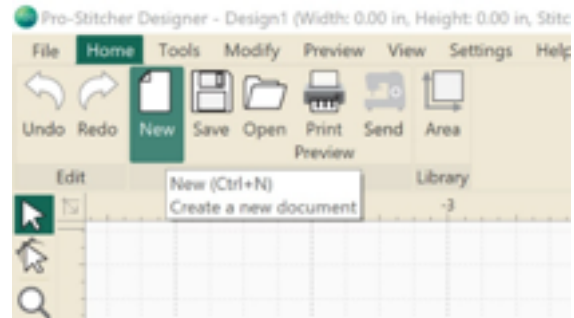 Pro-Stitcher Designer - Design1 (Width: 0.00 in, Height: 0.00 in, Stitc
File Home Tools Modify Preview View Settings Help
Undo Redo New Save Open Print Preview Send Area
Edit Library
New (Ctrl+N)
Create a new document
-3